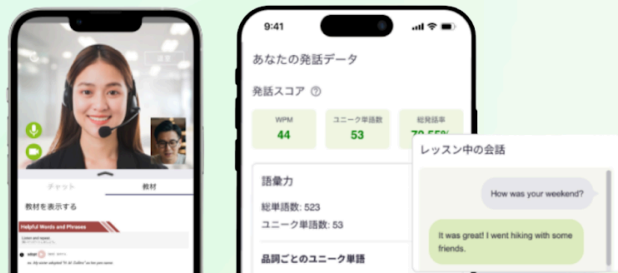 チャット
教材
教材を表示する
Helpful Words and Phrases
9:41
あなたの発話データ
発話スコア ?
WPM
44
ユニーク単語数
53
総発話率
語彙力
総単語数: 523
ユニーク単語数: 53
品詞ごとのユニーク単語
レッスン中の会話
How was your weekend?
It was great! I went hiking with some
friends.